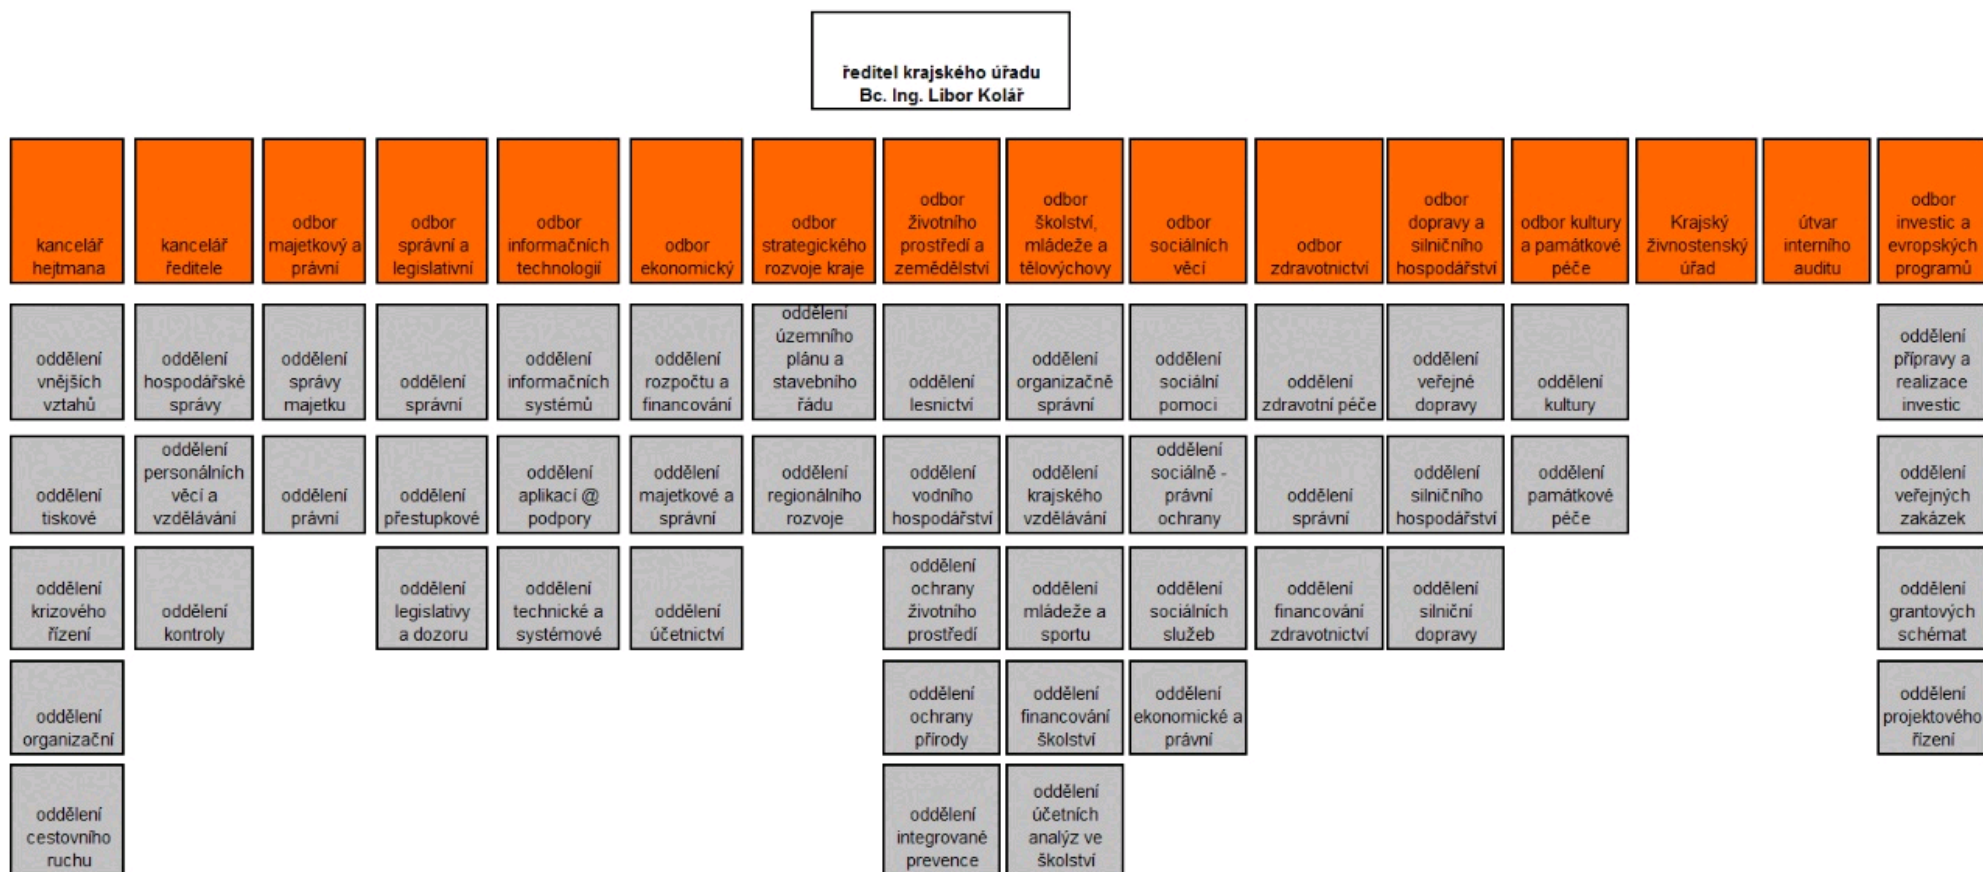 ředitel krajského úřadu
Bc. Ing. Libor Kolář
kancelář
hejtmana
kancelář
ředitele
odbor
majetkový a
právní
odbor
správní a
legislativní
odbor
informačních
technologií
odbor
ekonomický
odbor
strategického
rozvoje kraje
odbor
životního
prostředí a
zemědělství
odbor
školství,
mládeže a
tělovýchovy
odbor
sociálních
věcí
odbor
zdravotnictví
odbor
dopravy a
silničního
hospodářství
odbor kultury
a památkové
péče
Krajský
živnostenský
úřad
útvar
interního
auditu
odbor
investic a
evropských
programů
oddělení
vnějších
vztahů
oddělení
hospodářské
správy
oddělení
správy
majetku
oddělení
správní
oddělení
informačních
systémů
oddělení
rozpočtu a
financování
oddělení
územního
plánu a
stavebního
řádu
oddělení
lesnictví
oddělení
organizačně
správní
oddělení
sociální
pomoci
oddělení
zdravotní péče
oddělení
veřejné
dopravy
oddělení
kultury
oddělení
přípravy a
realizace
investic
oddělení
tiskové
oddělení
personálních
věcí a
vzdělávání
oddělení
právní
oddělení
přestupkové
oddělení
aplikací @
podpory
oddělení
majetkové a
správní
oddělení
regionálního
rozvoje
oddělení
vodního
hospodářství
oddělení
krajského
vzdělávání
oddělení
sociálně -
právní
ochrany
oddělení
správní
oddělení
silničního
hospodářství
oddělení
památkové
péče
oddělení
veřejných
zakázek
oddělení
krizového
řízení
oddělení
kontroly
oddělení
legislativy
a dozoru
oddělení
technické a
systémové
oddělení
účetnictví
oddělení
ochrany
životního
prostředí
oddělení
mládeže a
sportu
oddělení
sociálních
služeb
oddělení
financování
zdravotnictví
oddělení
silniční
dopravy
oddělení
grantových
schémat
oddělení
organizační
oddělení
ochrany
přírody
oddělení
financování
školství
oddělení
ekonomické a
právní
oddělení
projektového
řízení
oddělení
cestovního
ruchu
oddělení
integrované
prevence
oddělení
účetních
analýz ve
školství